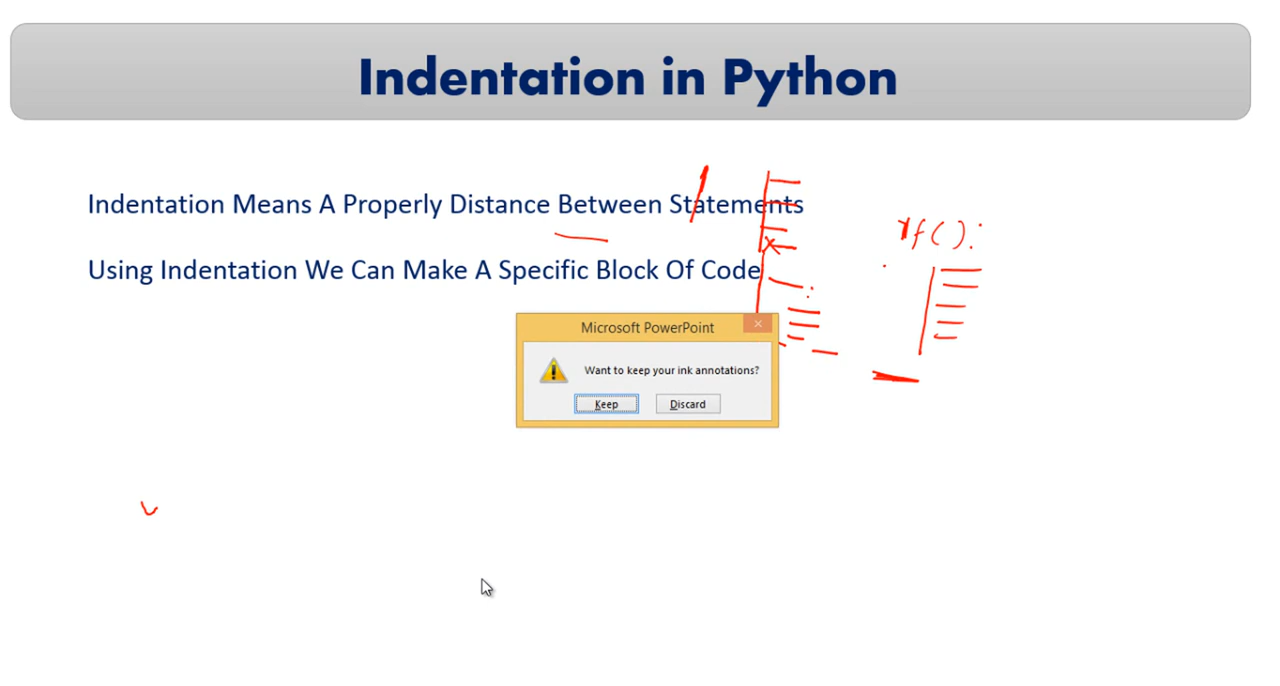 Indentation in Python
Indentation Means A Properly Distance Between Statements
if():
Using Indentation We Can Make A Specific Block Of Code
Microsoft PowerPoint
Want to keep your ink annotations?
Keep
Discard